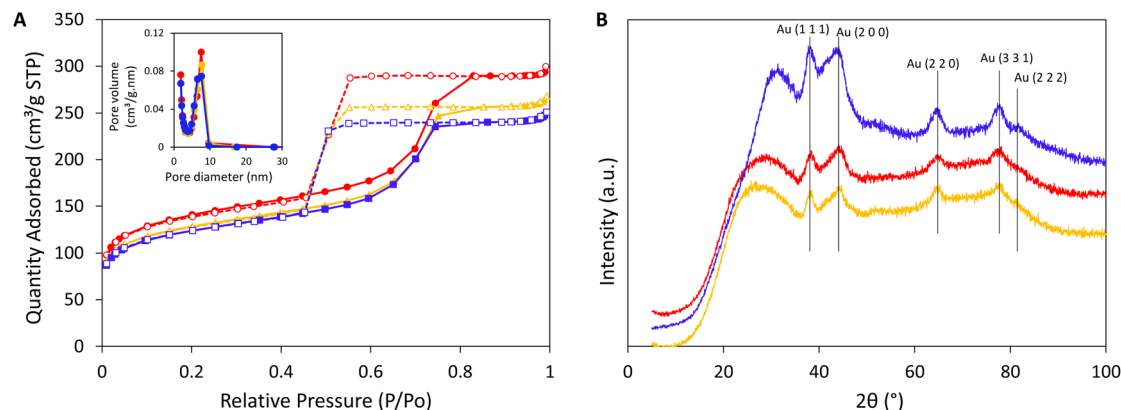 A
Quantity Adsorbed (cm³/g STP)
350
300
250
200
150
100
50
0
0
0.2
0.4
0.6
0.8
1
Relative Pressure (P/Po)
Pore volume
(cm³/g.nm)
0.12
0.08
0.04
0
0
10
20
30
Pore diameter (nm)
B
Intensity (a.u.)
Au (1 1 1)
Au (2 0 0)
Au (2 2 0)
Au (3 3 1)
Au (2 2 2)
0
20
40
60
80
100
2θ (°)